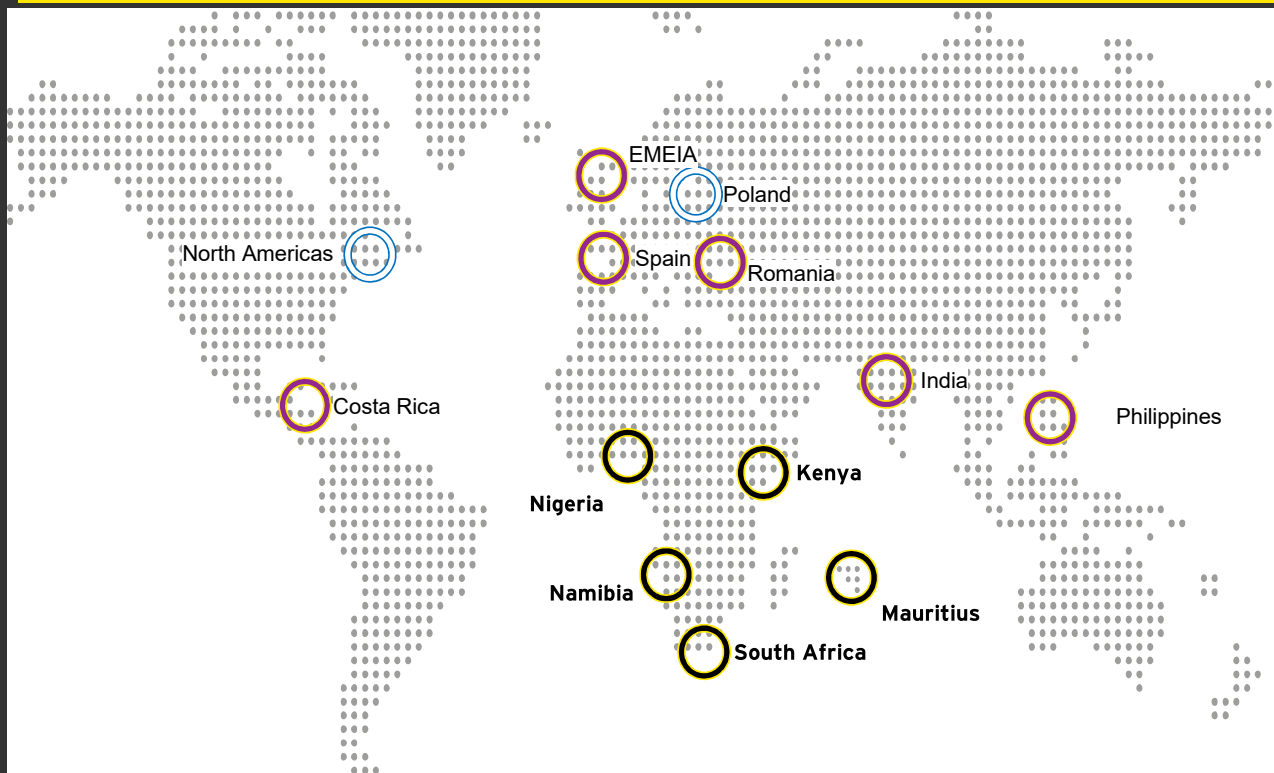 EMEIA
Poland
North Americas
Spain
Romania
India
Costa Rica
Philippines
Kenya
Nigeria
Namibia
Mauritius
South Africa